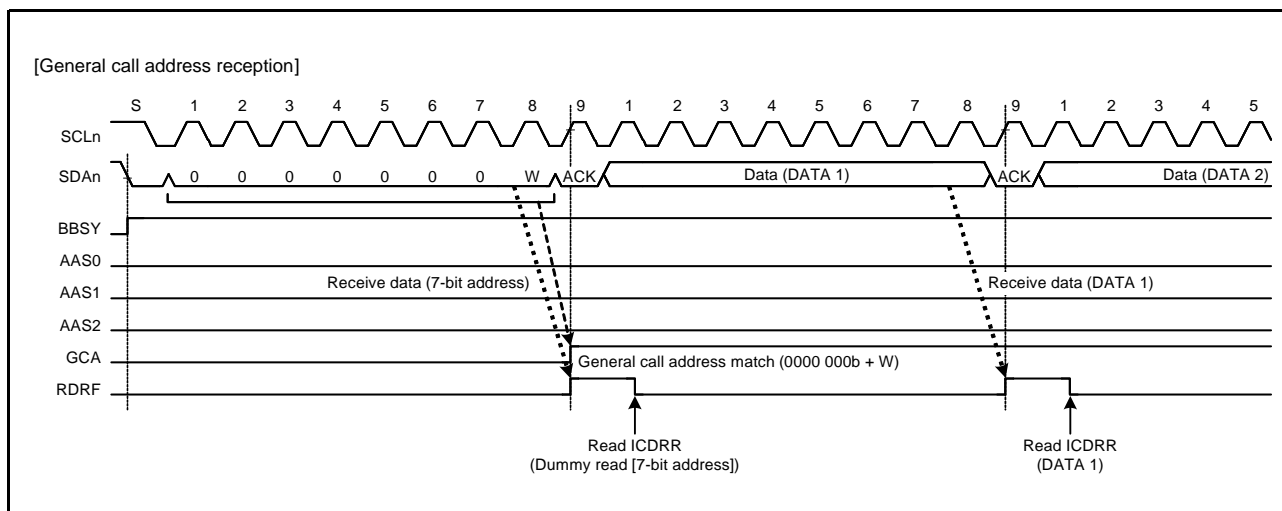 [General call address reception]
S 1 2 3 4 5 6 7 8 9 1 2 3 4 5 6 7 8 9 1 2 3 4 5
SCLn
SDAn 0 0 0 0 0 0 0 W ACK Data (DATA 1) ACK Data (DATA 2)
BBSY
AAS0
Receive data (7-bit address) Receive data (DATA 1)
AAS1
AAS2
GCA
General call address match (0000 000b + W)
RDRF
Read ICDRR Read ICDRR
(Dummy read [7-bit address]) (DATA 1)